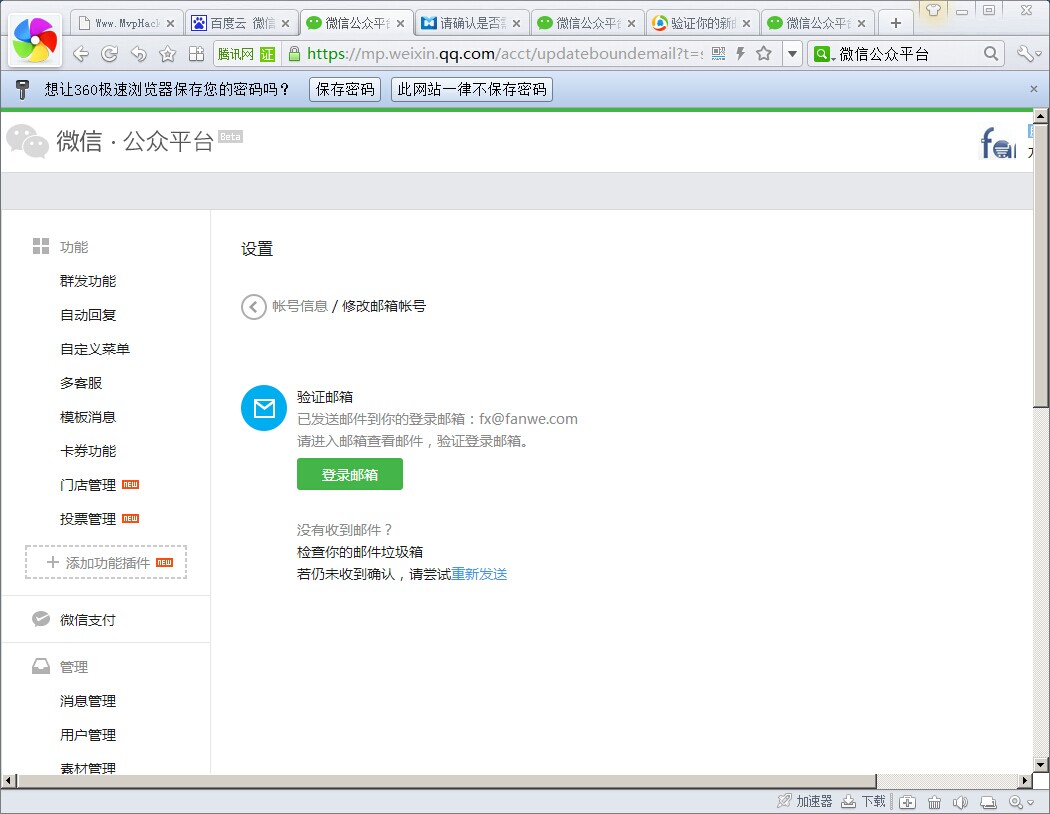 Www.MvpHack
百度云 微信
微信公众平台
请确认是否
微信公众平台
验证你的新
微信公众平台
腾讯网 证
https://mp.weixin.qq.com/acct/updateboundemail?t=
微信公众平台
想让360极速浏览器保存您的密码吗？
保存密码
此网站一律不保存密码
微信 · 公众平台 Beta
设置
帐号信息 / 修改邮箱帐号
功能
群发功能
自动回复
自定义菜单
多客服
模板消息
卡券功能
门店管理 NEW
投票管理 NEW
添加功能插件 NEW
微信支付
管理
消息管理
用户管理
素材管理
验证邮箱
已发送邮件到你的登录邮箱：fx@fanwe.com
请进入邮箱查看邮件，验证登录邮箱。
登录邮箱
没有收到邮件？
检查你的邮件垃圾箱
若仍未收到确认，请尝试重新发送
加速器
下载